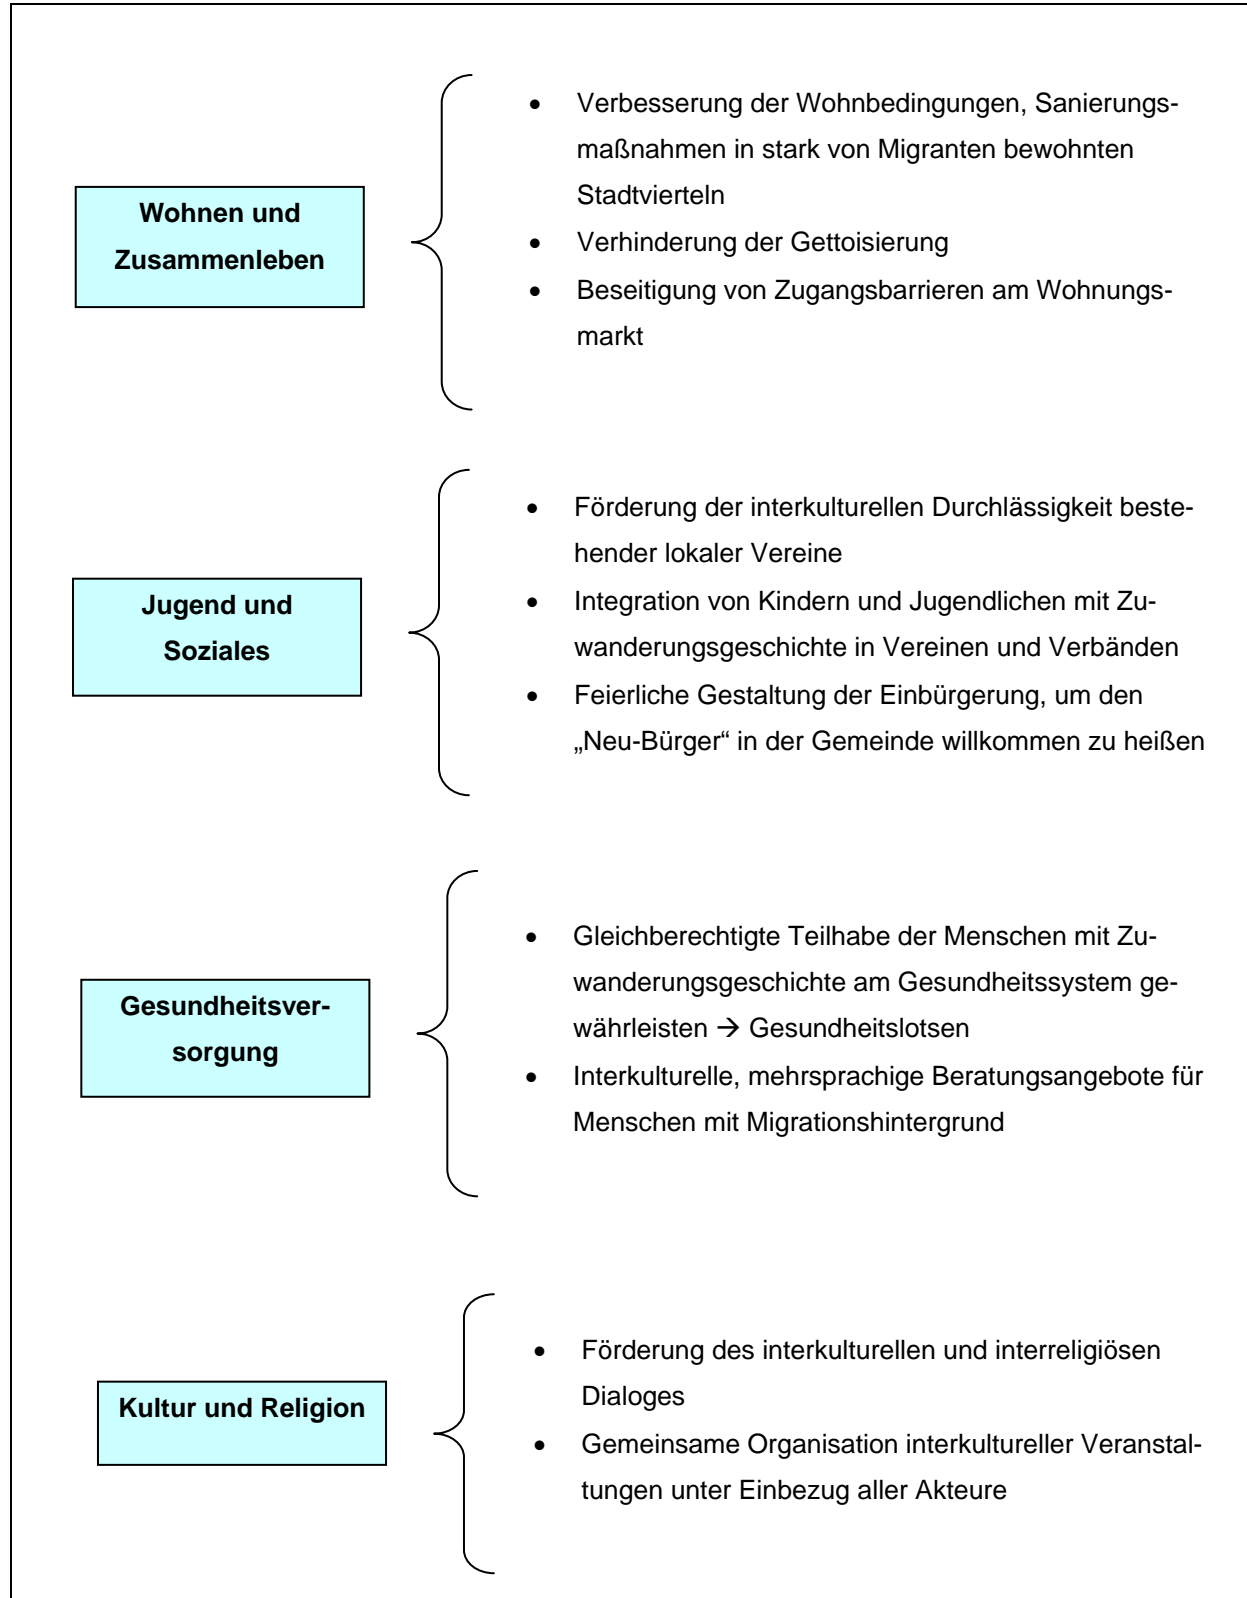 Wohnen und
Zusammenleben
• Verbesserung der Wohnbedingungen, Sanierungs-
maßnahmen in stark von Migranten bewohnten
Stadtvierteln
• Verhinderung der Gettoisierung
• Beseitigung von Zugangsbarrieren am Wohnungs-
markt
Jugend und
Soziales
• Förderung der interkulturellen Durchlässigkeit beste-
hender lokaler Vereine
• Integration von Kindern und Jugendlichen mit Zu-
wanderungsgeschichte in Vereinen und Verbänden
• Feierliche Gestaltung der Einbürgerung, um den
„Neu-Bürger“ in der Gemeinde willkommen zu heißen
Gesundheitsver-
sorgung
• Gleichberechtigte Teilhabe der Menschen mit Zu-
wanderungsgeschichte am Gesundheitssystem ge-
währleisten → Gesundheitslotsen
• Interkulturelle, mehrsprachige Beratungsangebote für
Menschen mit Migrationshintergrund
Kultur und Religion
• Förderung des interkulturellen und interreligiösen
Dialoges
• Gemeinsame Organisation interkultureller Veranstal-
tungen unter Einbezug aller Akteure